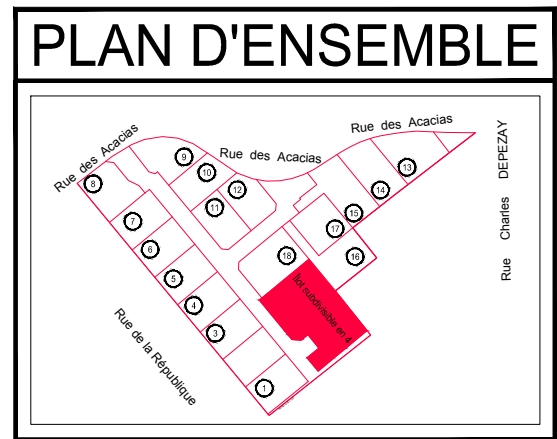 PLAN D'ENSEMBLE
Rue des Acacias
Rue des Acacias
Rue des Acacias
Rue Charles DEPEZAY
9
10
12
8
11
13
14
7
15
17
6
18
16
5
îlot subdivisible en 4
4
3
Rue de la République
1